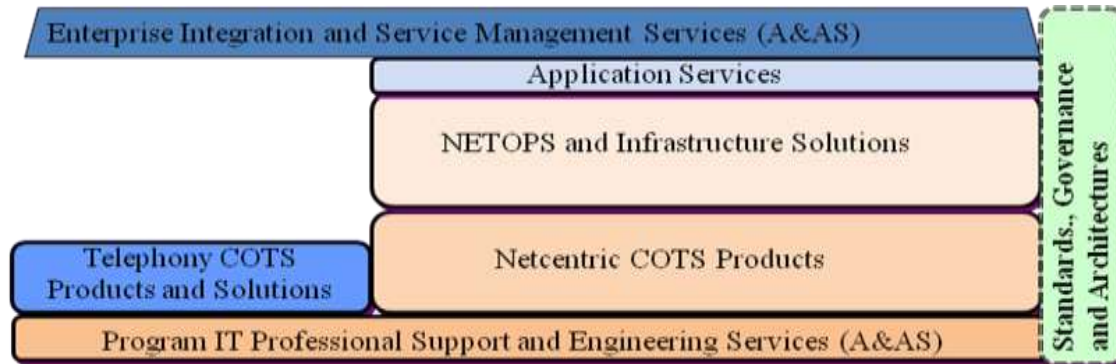 Enterprise Integration and Service Management Services (A&AS)
Application Services
NETOPS and Infrastructure Solutions
Telephony COTS
Products and Solutions
Netcentric COTS Products
Program IT Professional Support and Engineering Services (A&AS)
Standards., Governance
and Architectures